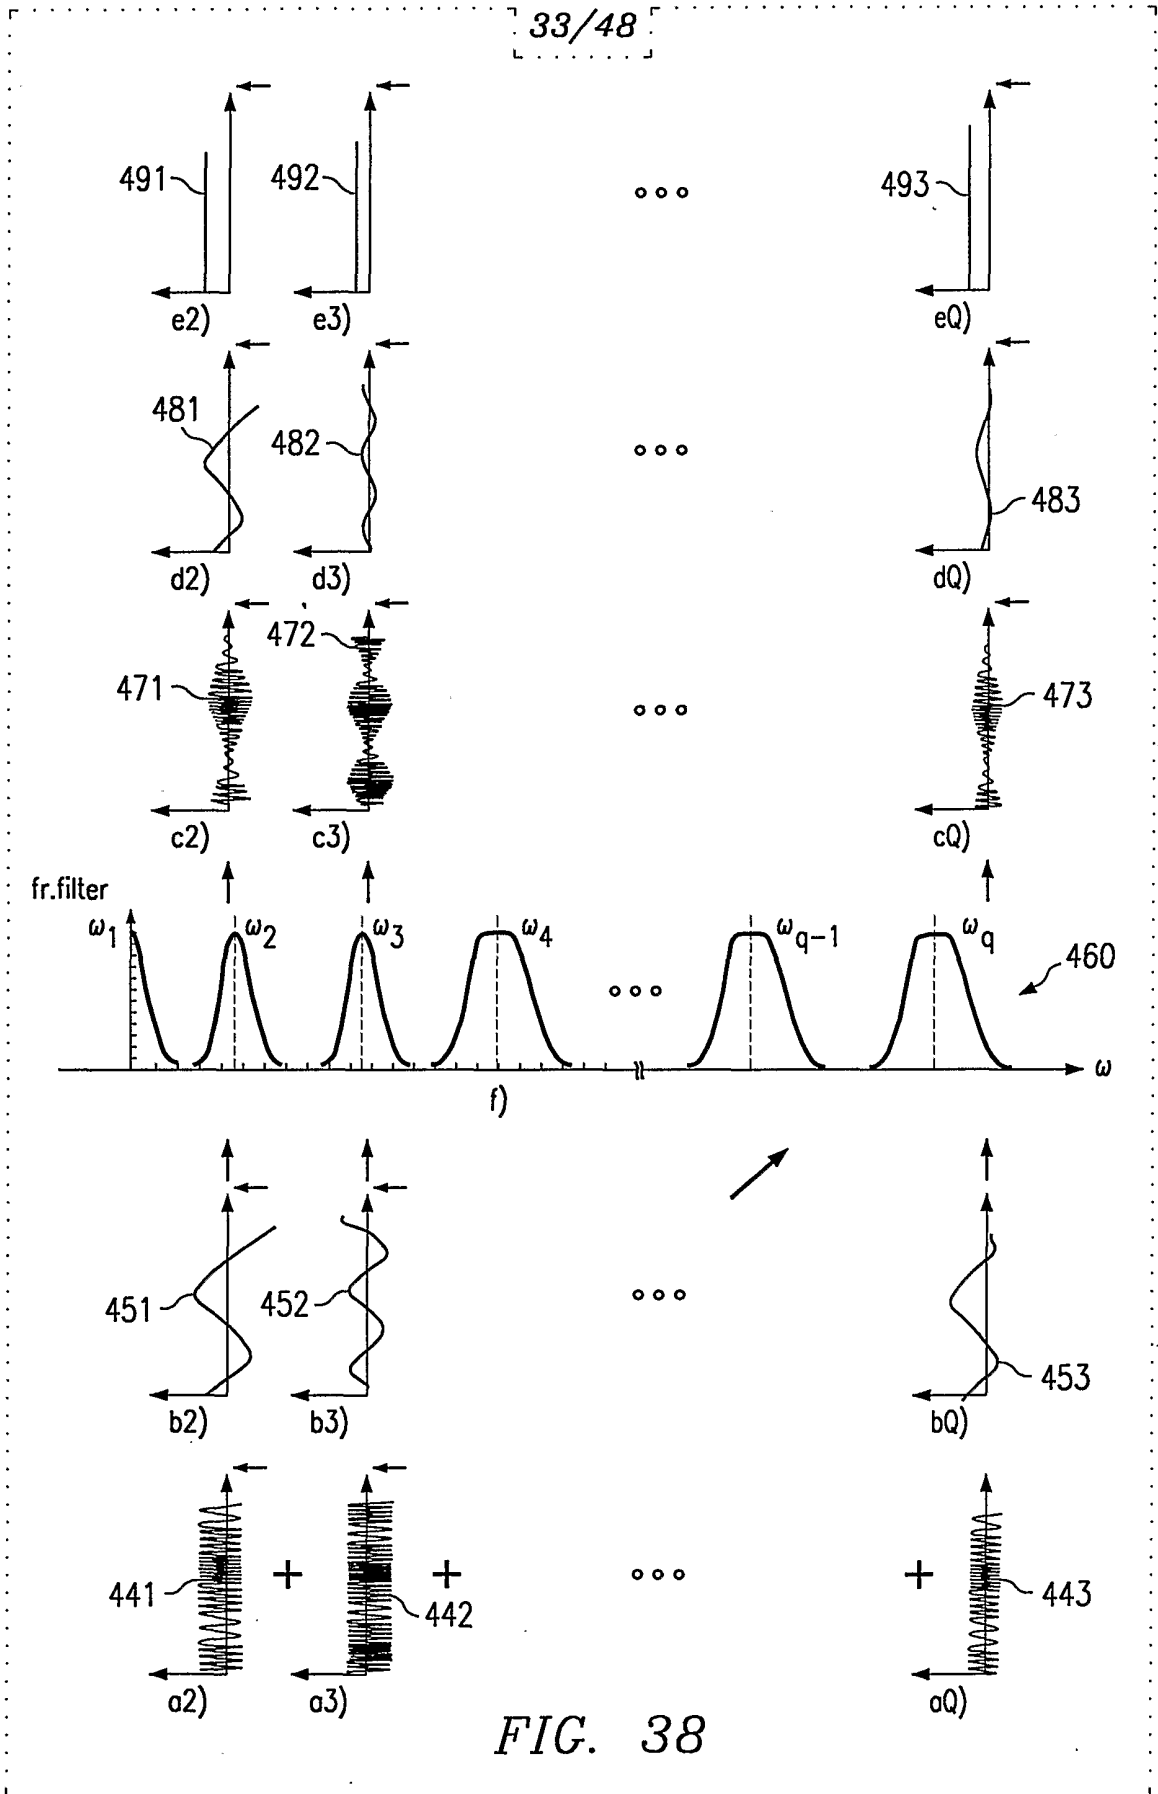 33/48
491 492 493
e2) e3) eQ)
481 482 483
d2) d3) dQ)
472
471 473
c2) c3) cQ)
fr.filter
ω1 ω2 ω3 ω4 ωq-1 ωq
460
ω
f)
451 452 453
b2) b3) bQ)
+ + +
441 442 443
a2) a3) aQ)
FIG. 38